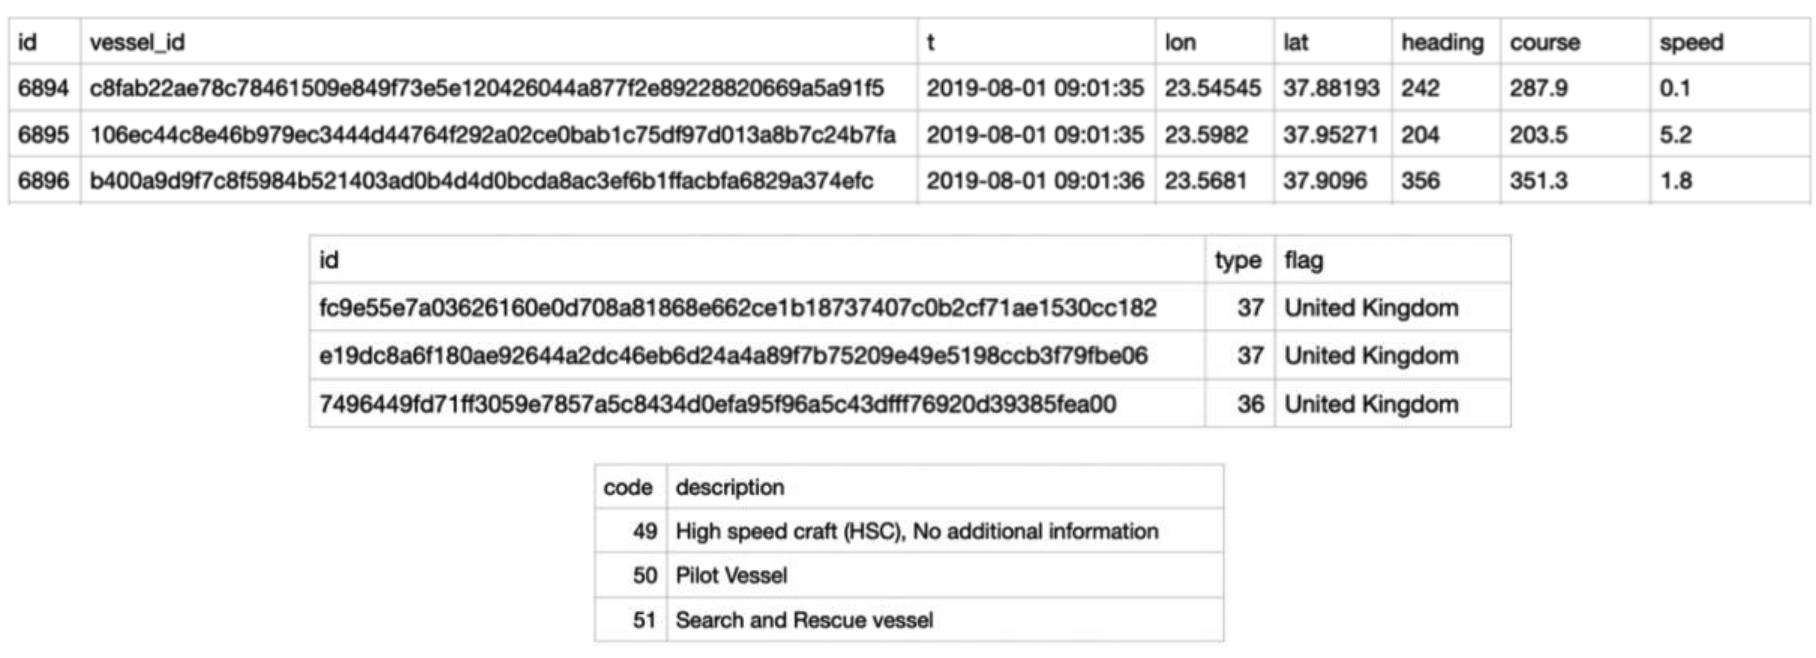 id vessel_id t lon lat heading course speed
6894 c8fab22ae78c78461509e849f73e5e120426044a877f2e89228820669a5a91f5 2019-08-01 09:01:35 23.54545 37.88193 242 287.9 0.1
6895 106ec44c8e46b979ec3444d44764f292a02ce0bab1c75df97d013a8b7c24b7fa 2019-08-01 09:01:35 23.5982 37.95271 204 203.5 5.2
6896 b400a9d9f7c8f5984b521403ad0b4d4d0bcda8ac3ef6b1ffacbfa6829a374efc 2019-08-01 09:01:36 23.5681 37.9096 356 351.3 1.8
id type flag
fc9e55e7a03626160e0d708a81868e662ce1b18737407c0b2cf71ae1530cc182 37 United Kingdom
e19dc8a6f180ae92644a2dc46eb6d24a4a89f7b75209e49e5198ccb3f79fbe06 37 United Kingdom
7496449fd71ff3059e7857a5c8434d0efa95f96a5c43dfff76920d39385fea00 36 United Kingdom
code description
49 High speed craft (HSC), No additional information
50 Pilot Vessel
51 Search and Rescue vessel